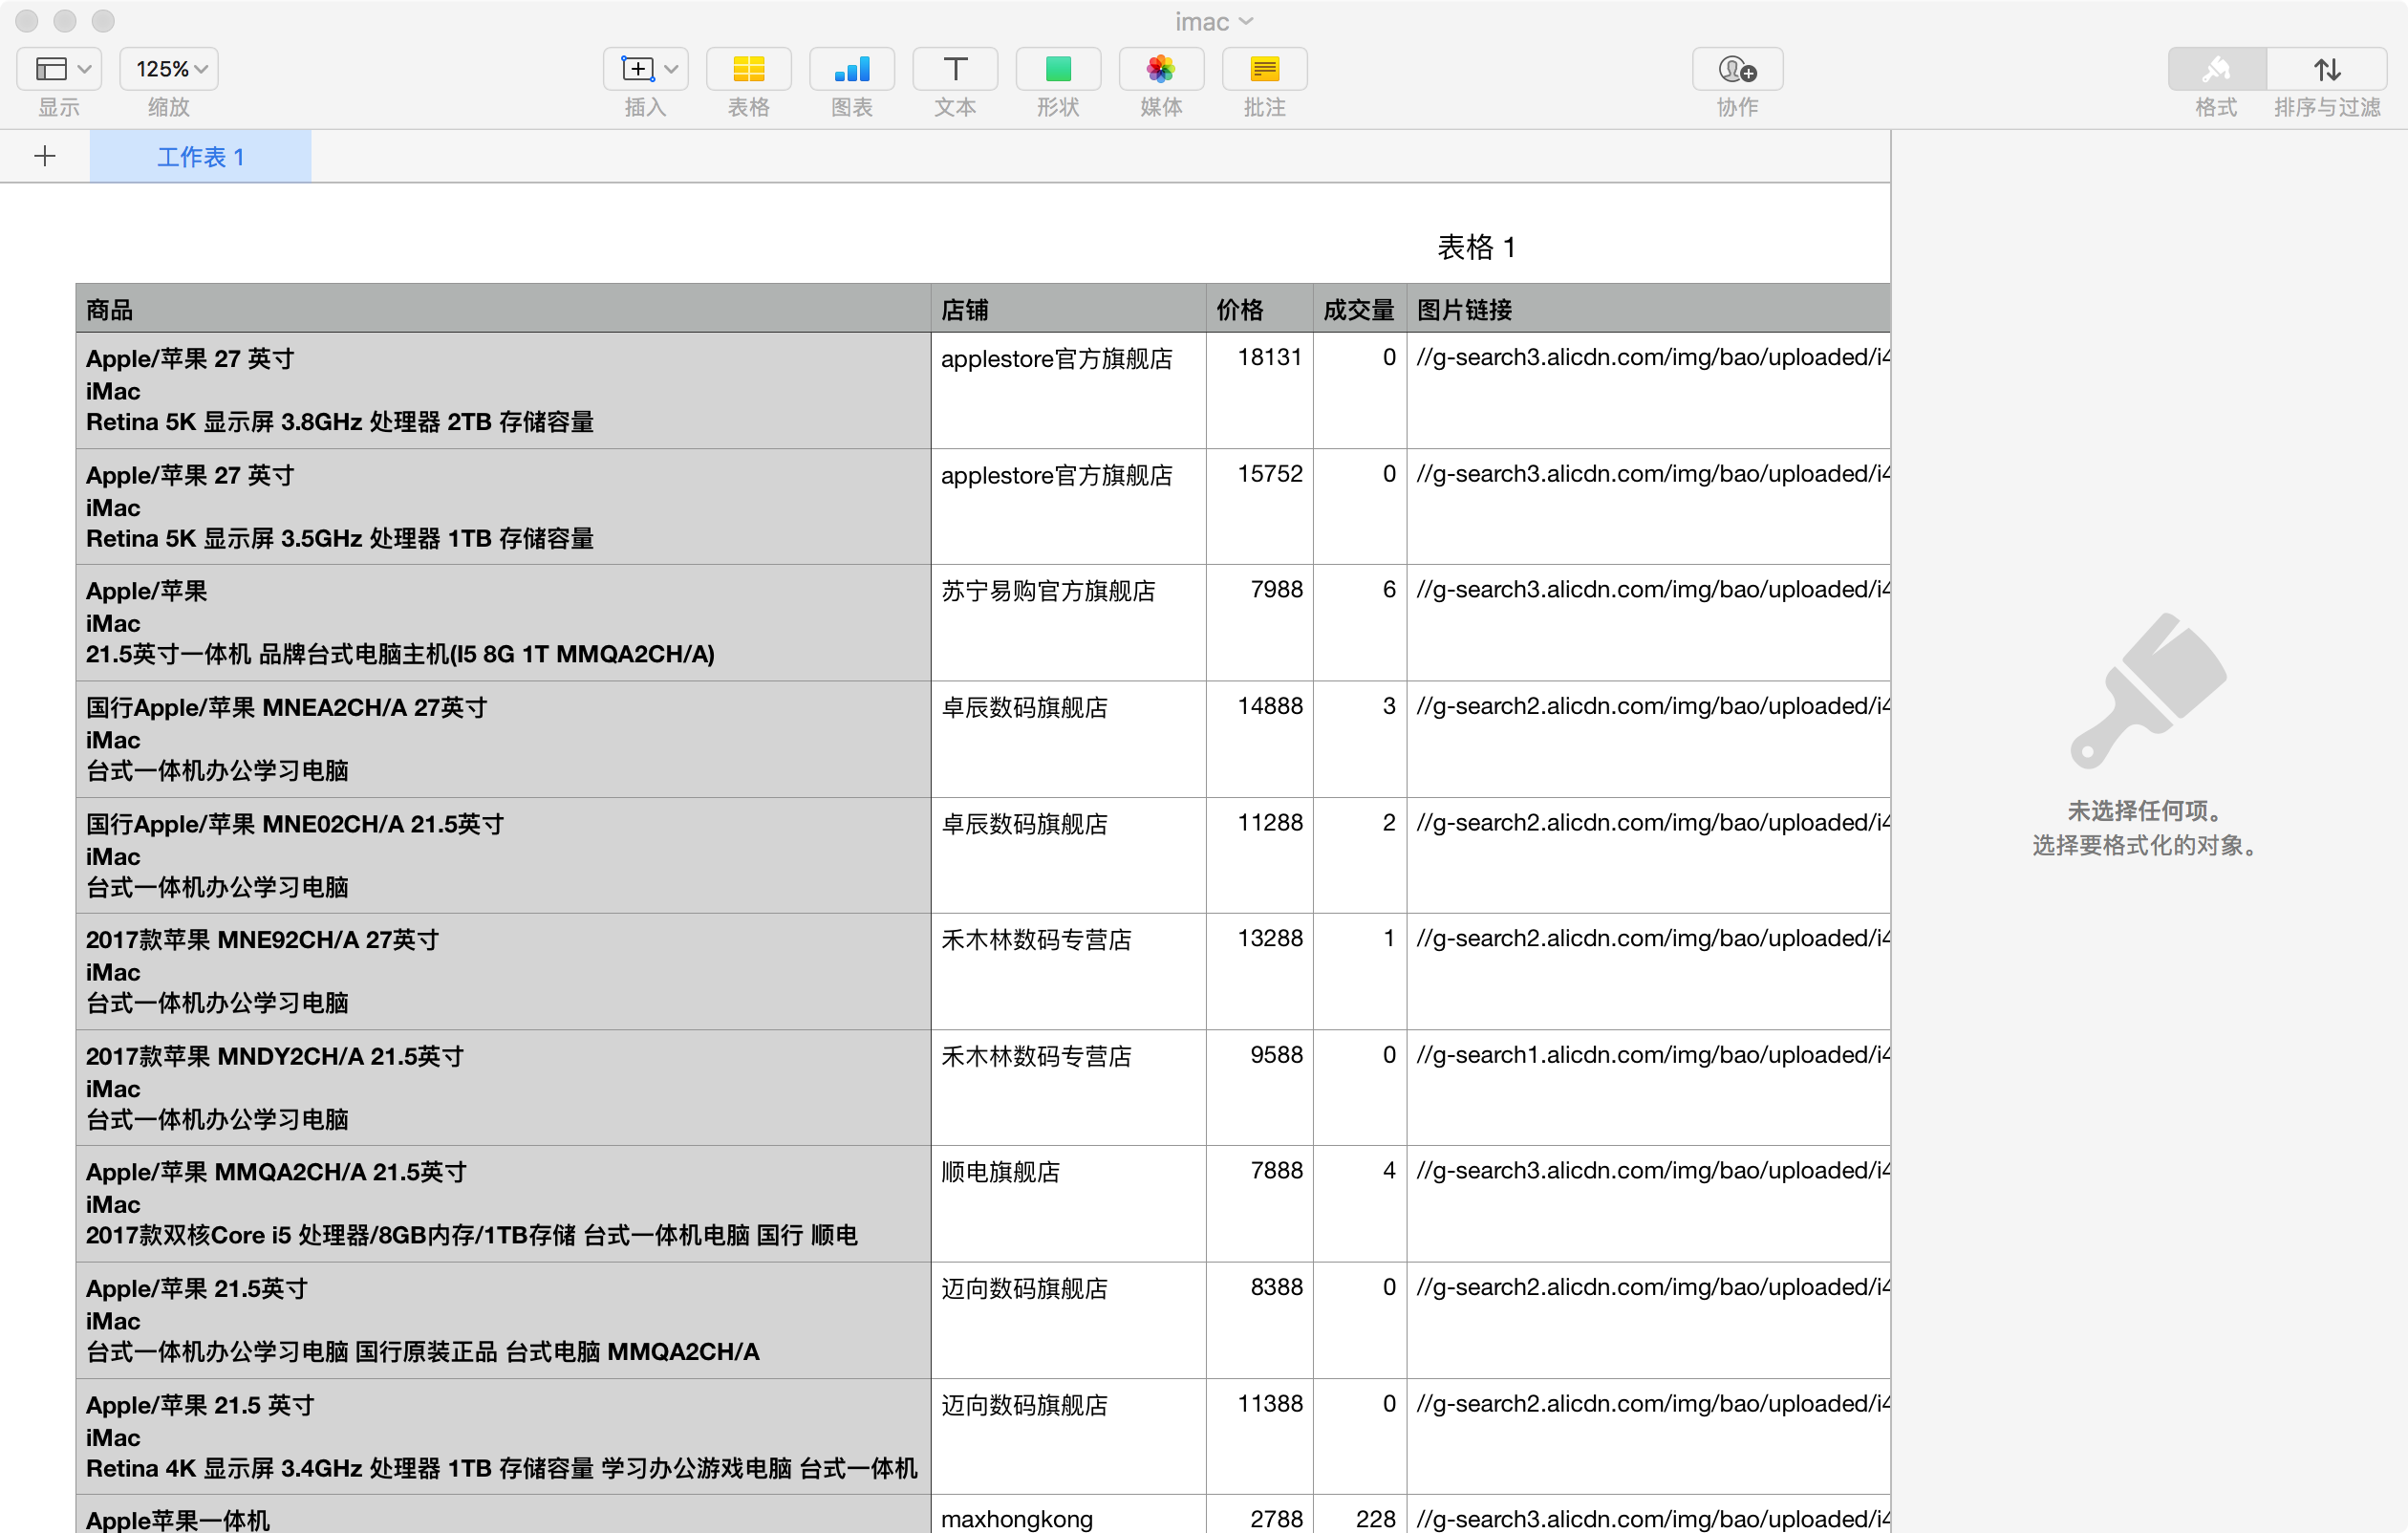 imac
125%
显示
缩放
插入
表格
图表
文本
形状
媒体
批注
协作
格式
排序与过滤
工作表 1
表格 1
商品 店铺 价格 成交量 图片链接
Apple/苹果 27 英寸 applestore官方旗舰店 18131 0 //g-search3.alicdn.com/img/bao/uploaded/i4
iMac
Retina 5K 显示屏 3.8GHz 处理器 2TB 存储容量
Apple/苹果 27 英寸 applestore官方旗舰店 15752 0 //g-search3.alicdn.com/img/bao/uploaded/i4
iMac
Retina 5K 显示屏 3.5GHz 处理器 1TB 存储容量
Apple/苹果 苏宁易购官方旗舰店 7988 6 //g-search3.alicdn.com/img/bao/uploaded/i4
iMac
21.5英寸一体机 品牌台式电脑主机(I5 8G 1T MMQA2CH/A)
国行Apple/苹果 MNEA2CH/A 27英寸 卓辰数码旗舰店 14888 3 //g-search2.alicdn.com/img/bao/uploaded/i4
iMac
台式一体机办公学习电脑
国行Apple/苹果 MNE02CH/A 21.5英寸 卓辰数码旗舰店 11288 2 //g-search2.alicdn.com/img/bao/uploaded/i4
iMac
台式一体机办公学习电脑
2017款苹果 MNE92CH/A 27英寸 禾木林数码专营店 13288 1 //g-search2.alicdn.com/img/bao/uploaded/i4
iMac
台式一体机办公学习电脑
2017款苹果 MNDY2CH/A 21.5英寸 禾木林数码专营店 9588 0 //g-search1.alicdn.com/img/bao/uploaded/i4
iMac
台式一体机办公学习电脑
Apple/苹果 MMQA2CH/A 21.5英寸 顺电旗舰店 7888 4 //g-search3.alicdn.com/img/bao/uploaded/i4
iMac
2017款双核Core i5 处理器/8GB内存/1TB存储 台式一体机电脑 国行 顺电
Apple/苹果 21.5英寸 迈向数码旗舰店 8388 0 //g-search2.alicdn.com/img/bao/uploaded/i4
iMac
台式一体机办公学习电脑 国行原装正品 台式电脑 MMQA2CH/A
Apple/苹果 21.5 英寸 迈向数码旗舰店 11388 0 //g-search2.alicdn.com/img/bao/uploaded/i4
iMac
Retina 4K 显示屏 3.4GHz 处理器 1TB 存储容量 学习办公游戏电脑 台式一体机
Apple苹果一体机 maxhongkong 2788 228 //g-search3.alicdn.com/img/bao/uploaded/i4
未选择任何项。
选择要格式化的对象。